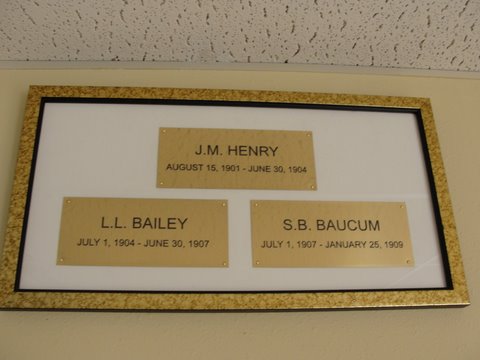 J.M. HENRY
AUGUST 15, 1901 - JUNE 30, 1904
L.L. BAILEY
JULY 1, 1904 - JUNE 30, 1907
S.B. BAUCUM
JULY 1, 1907 - JANUARY 25, 1909